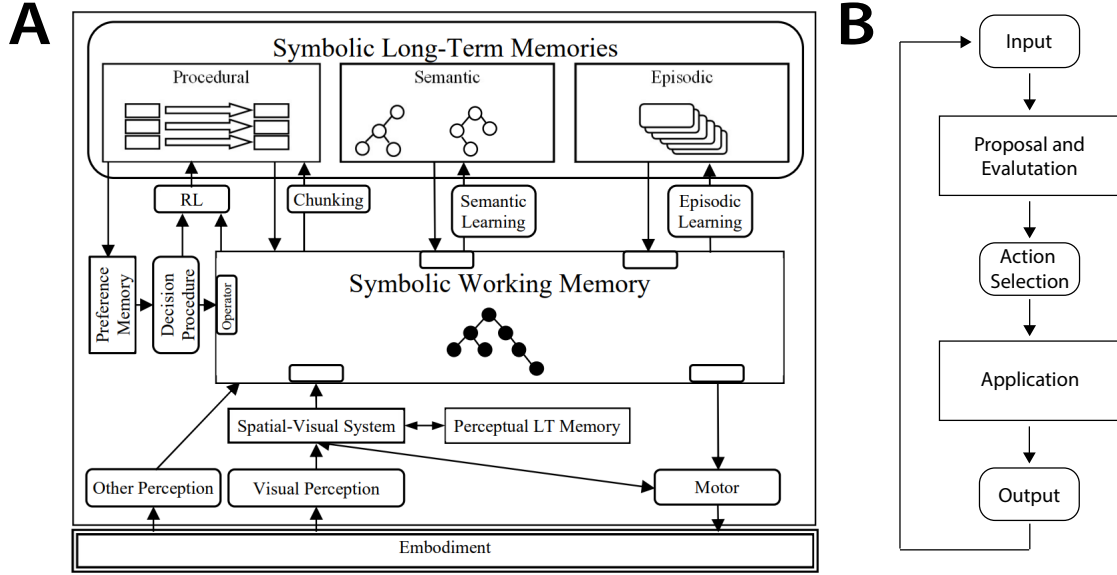 A
Symbolic Long-Term Memories
Procedural
Semantic
Episodic
RL
Chunking
Semantic
Learning
Episodic
Learning
Preference
Memory
Decision
Procedure
Operator
Symbolic Working Memory
Spatial-Visual System
Perceptual LT Memory
Other Perception
Visual Perception
Motor
Embodiment
B
Input
Proposal and
Evalutation
Action
Selection
Application
Output